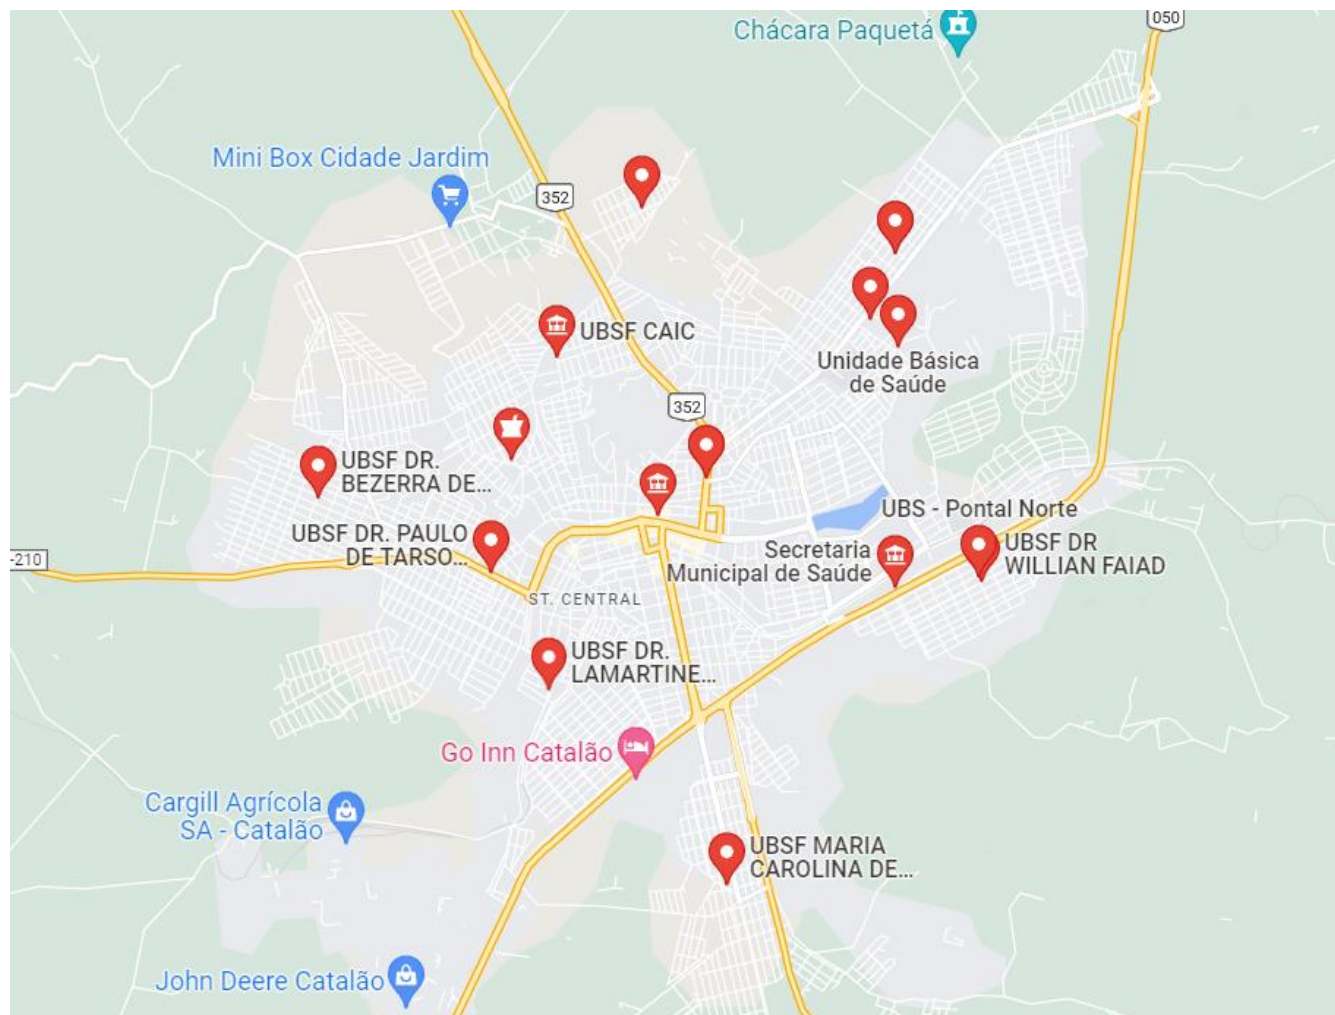 050
Chácara Paquetá
Mini Box Cidade Jardim
352
UBSF CAIC
Unidade Básica
de Saúde
352
UBSF DR.
BEZERRA DE...
UBS - Pontal Norte
UBSF DR. PAULO
DE TARSO...
Secretaria
Municipal de Saúde
UBSF DR
WILLIAN FAIAD
-210
ST. CENTRAL
UBSF DR.
LAMARTINE...
Go Inn Catalão
Cargill Agrícola
SA - Catalão
UBSF MARIA
CAROLINA DE...
John Deere Catalão